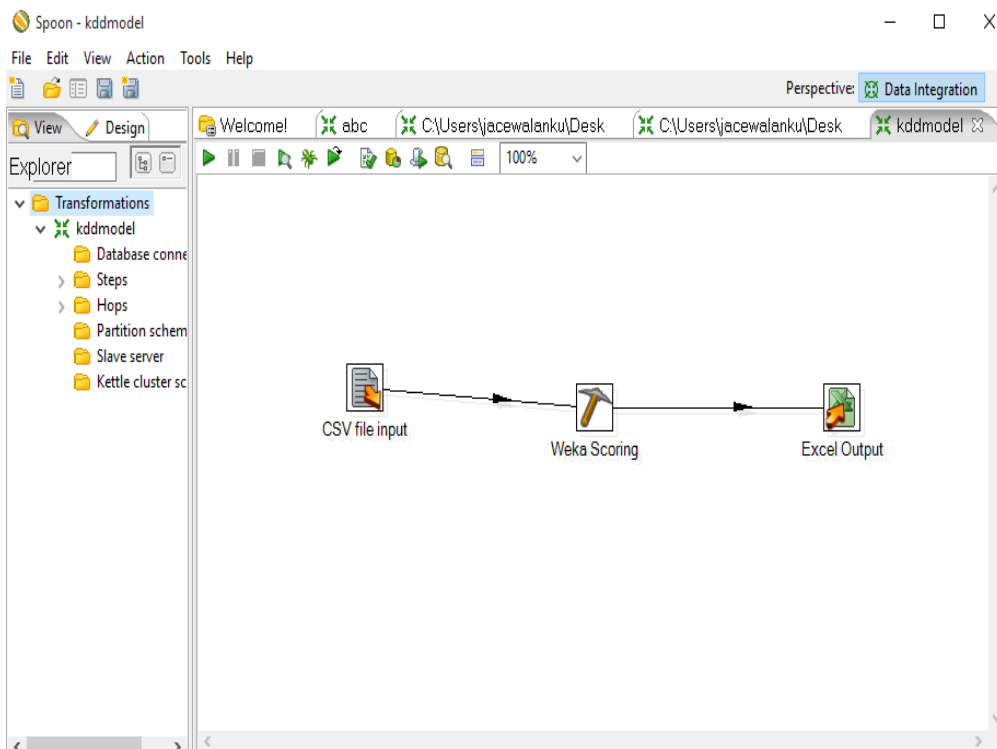 Spoon - kddmodel
File Edit View Action Tools Help
Perspective: Data Integration
View Design
Welcome! abc C:\Users\jacewalanku\Desk C:\Users\jacewalanku\Desk kddmodel
Explorer
100%
Transformations
kddmodel
Database conne
Steps
Hops
Partition schem
Slave server
Kettle cluster sc
CSV file input
Weka Scoring
Excel Output